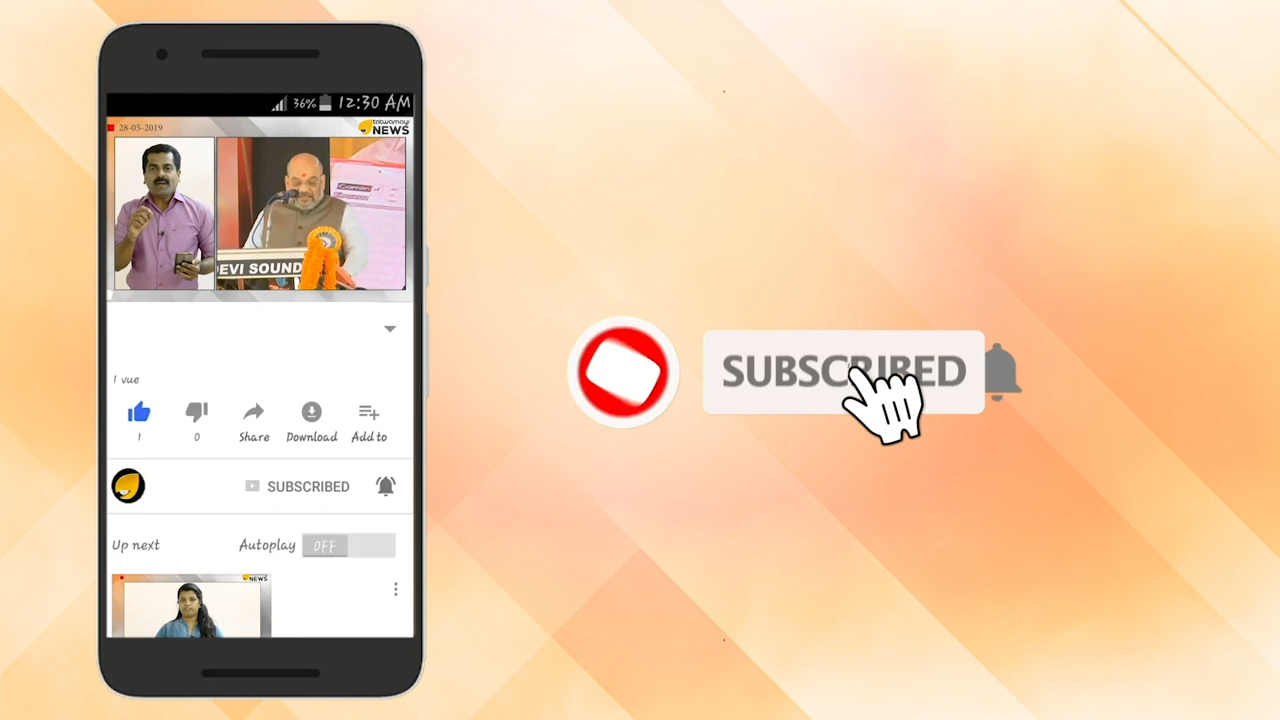 36% 12:30 AM
28-05-2019
tatwamayi
NEWS
DEVI SOUND
1 vue
1
0
Share
Download
Add to
SUBSCRIBED
Up next
Autoplay
OFF
NEWS
SUBSCRIBED